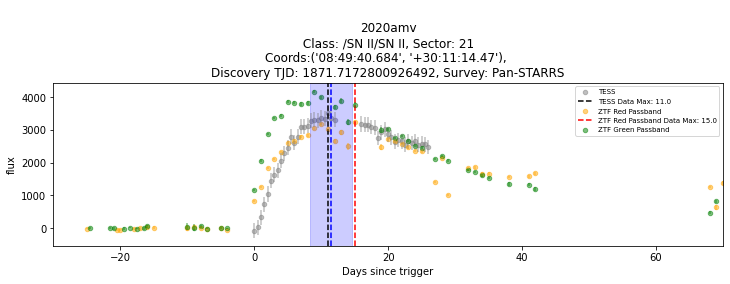 2020amv
Class: /SN II/SN II, Sector: 21
Coords:('08:49:40.684', '+30:11:14.47'),
Discovery TJD: 1871.7172800926492, Survey: Pan-STARRS
flux
4000
3000
2000
1000
0
TESS
TESS Data Max: 11.0
ZTF Red Passband
ZTF Red Passband Data Max: 15.0
ZTF Green Passband
−20
0
20
40
60
Days since trigger